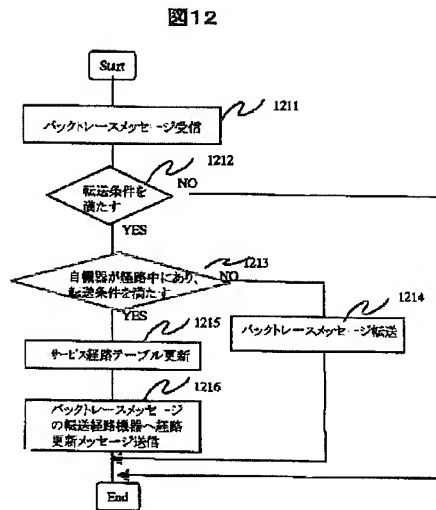 図12
Start
バックトレースメッセージ受信
1211
転送条件を
満たす
1212
NO
YES
自機器が経路中にあり、
転送条件を満たす
1213
NO
YES
バックトレースメッセージ転送
1214
サービス経路テーブル更新
1215
バックトレースメッセージ
の転送経路機器へ経路
更新メッセージ送信
1216
End